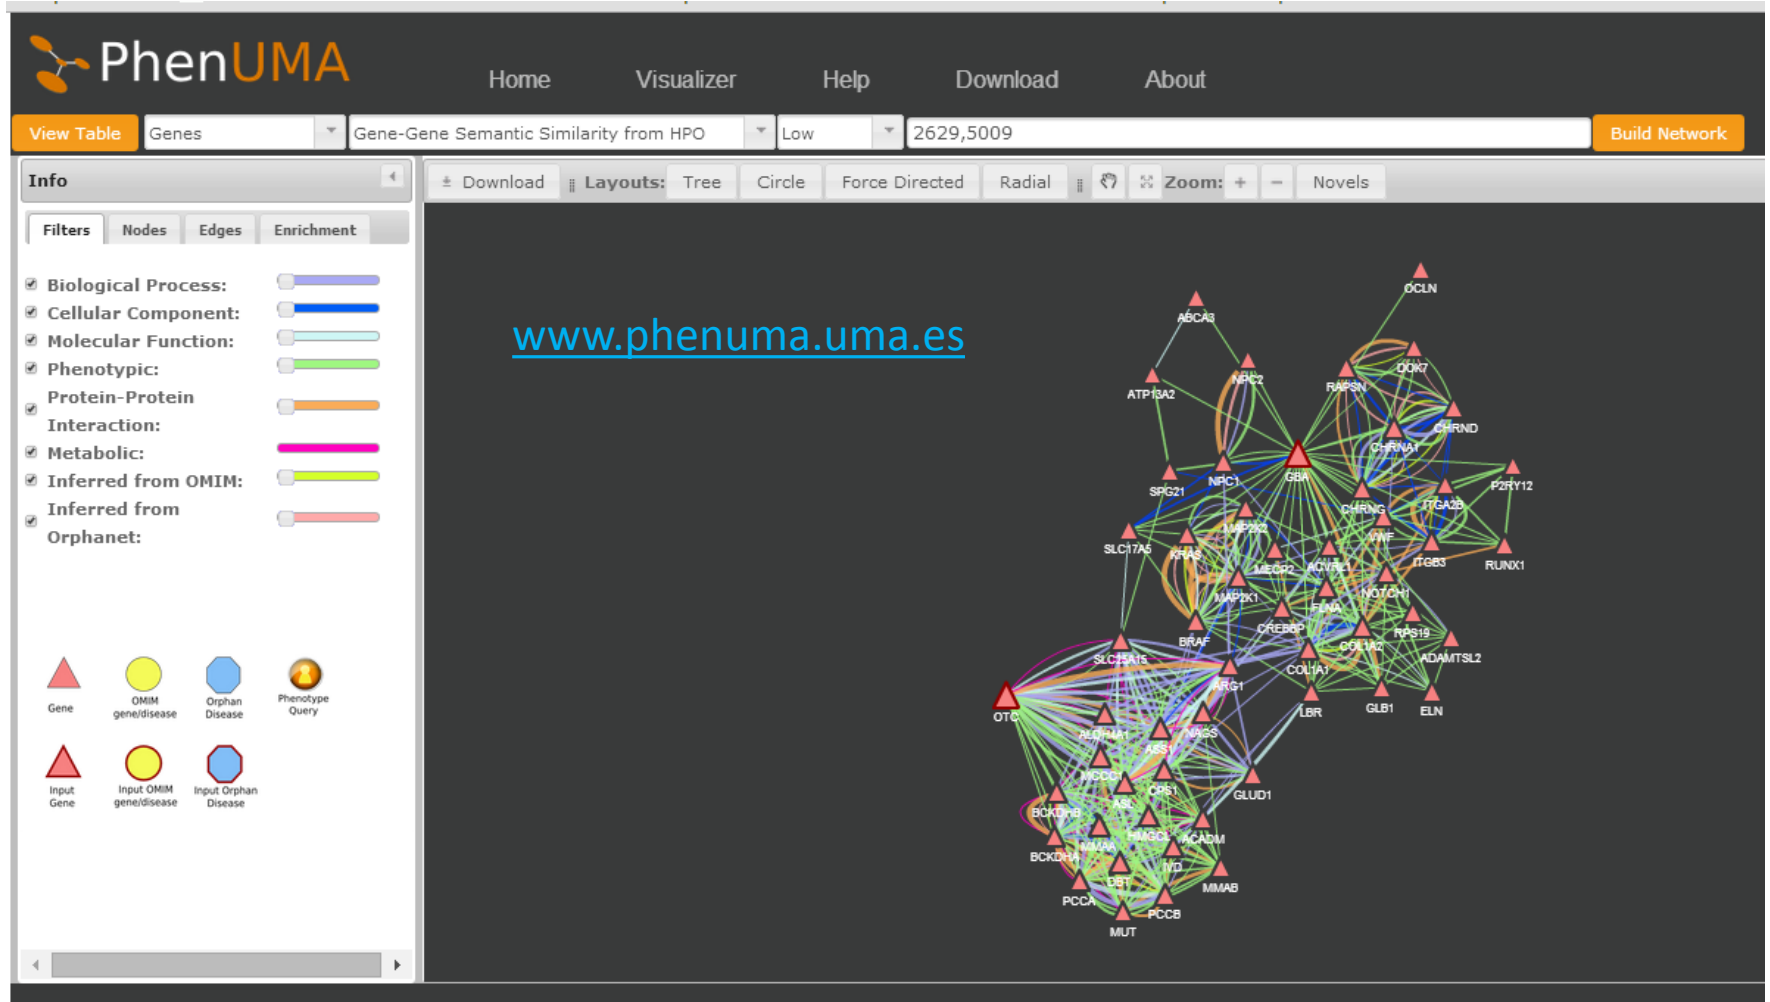 PhenUMA
Home Visualizer Help Download About
View Table Genes Gene-Gene Semantic Similarity from HPO Low 2629,5009 Build Network
Info
Download Layouts: Tree Circle Force Directed Radial Zoom: + − Novels
Filters Nodes Edges Enrichment
Biological Process:
Cellular Component:
Molecular Function:
Phenotypic:
Protein-Protein
Interaction:
Metabolic:
Inferred from OMIM:
Inferred from
Orphanet:
Gene
OMIM
gene/disease
Orphan
Disease
Phenotype
Query
Input
Gene
Input OMIM
gene/disease
Input Orphan
Disease
www.phenuma.uma.es
OCLN
ABCA3
DOK7
NPC2
RAPSN
ATP13A2
CHRND
CHRNA1
GBA
NPC1
P2RY12
SPG21
ITGA2B
CHRNG
MAP2K2
VWF
SLC17A5
KRAS
ITGB3
RUNX1
MECP2
ACVRL1
NOTCH1
MAP2K1
FLNA
CREBBP
RPS19
BRAF
COL1A2
ADAMTSL2
SLC25A15
COL1A1
ARG1
GLB1
ELN
LBR
OTC
NAGS
ALDH4A1
ASS1
MCCC1
CPS1
GLUD1
ASL
BCKDHB
HMGCL
ACADM
MMAA
BCKDHA
IVD
DBT
MMAB
PCCA
PCCB
MUT